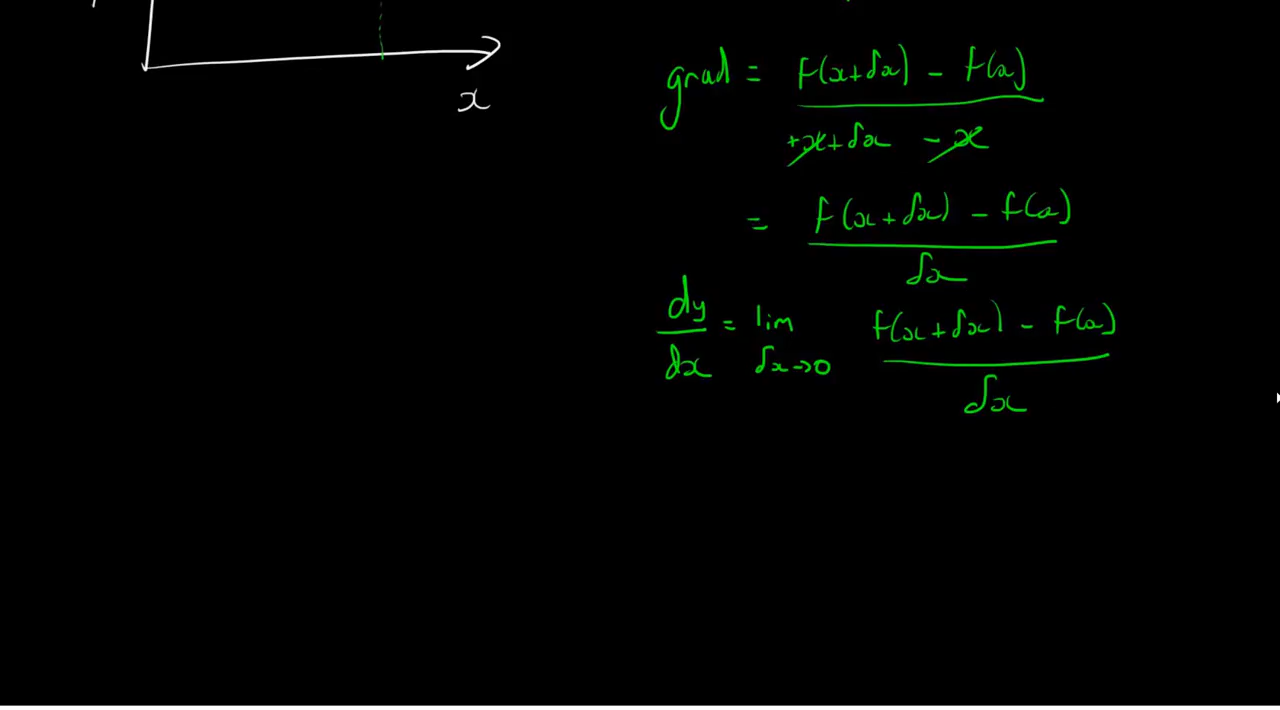 x
grad = f(x+δx) - f(x)
+x+δx - x
= f(x+δx) - f(x)
δx
dy
dx
= lim
δx→0
f(x+δx) - f(x)
δx